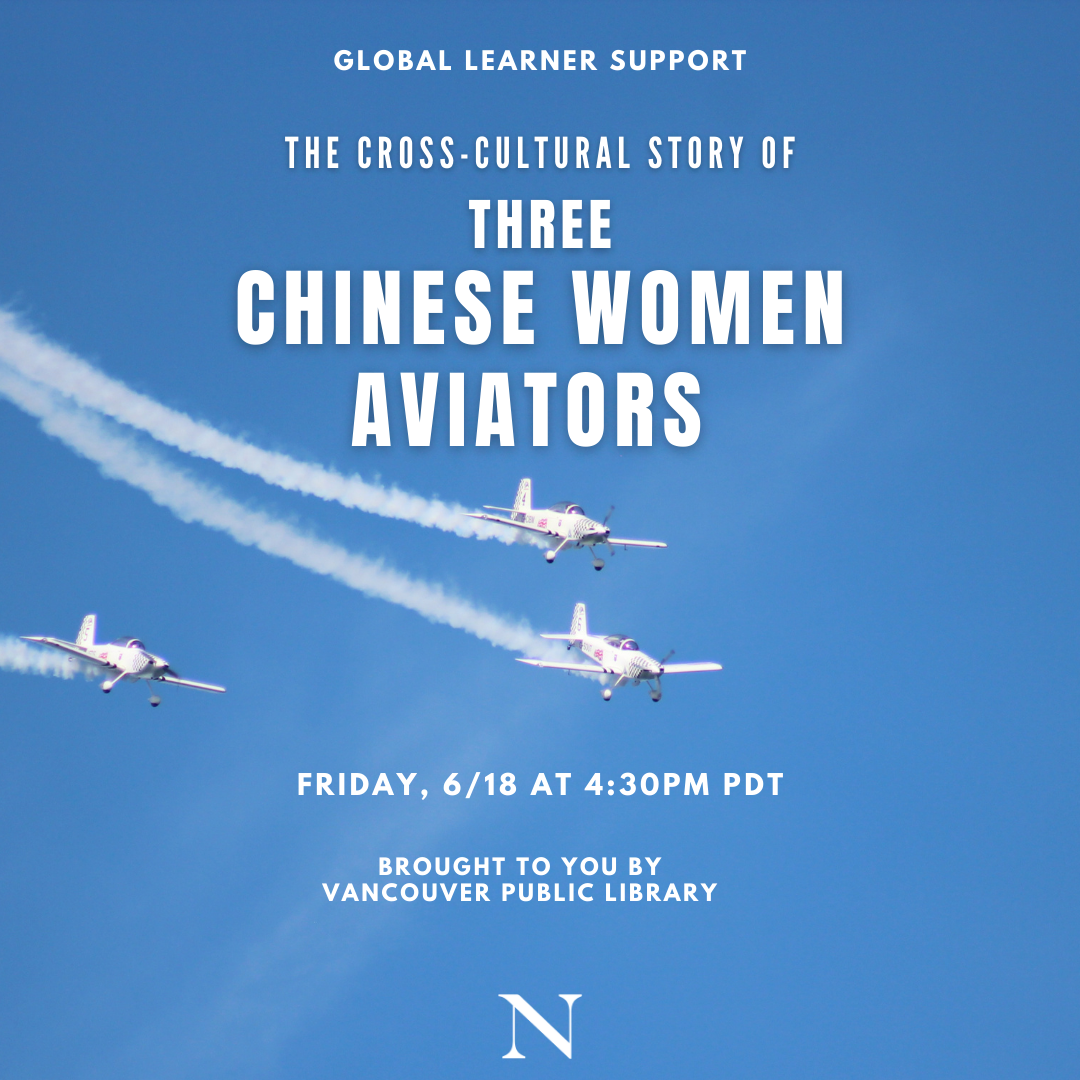 GLOBAL LEARNER SUPPORT
THE CROSS-CULTURAL STORY OF
THREE
CHINESE WOMEN
AVIATORS
FRIDAY, 6/18 AT 4:30PM PDT
BROUGHT TO YOU BY
VANCOUVER PUBLIC LIBRARY
N